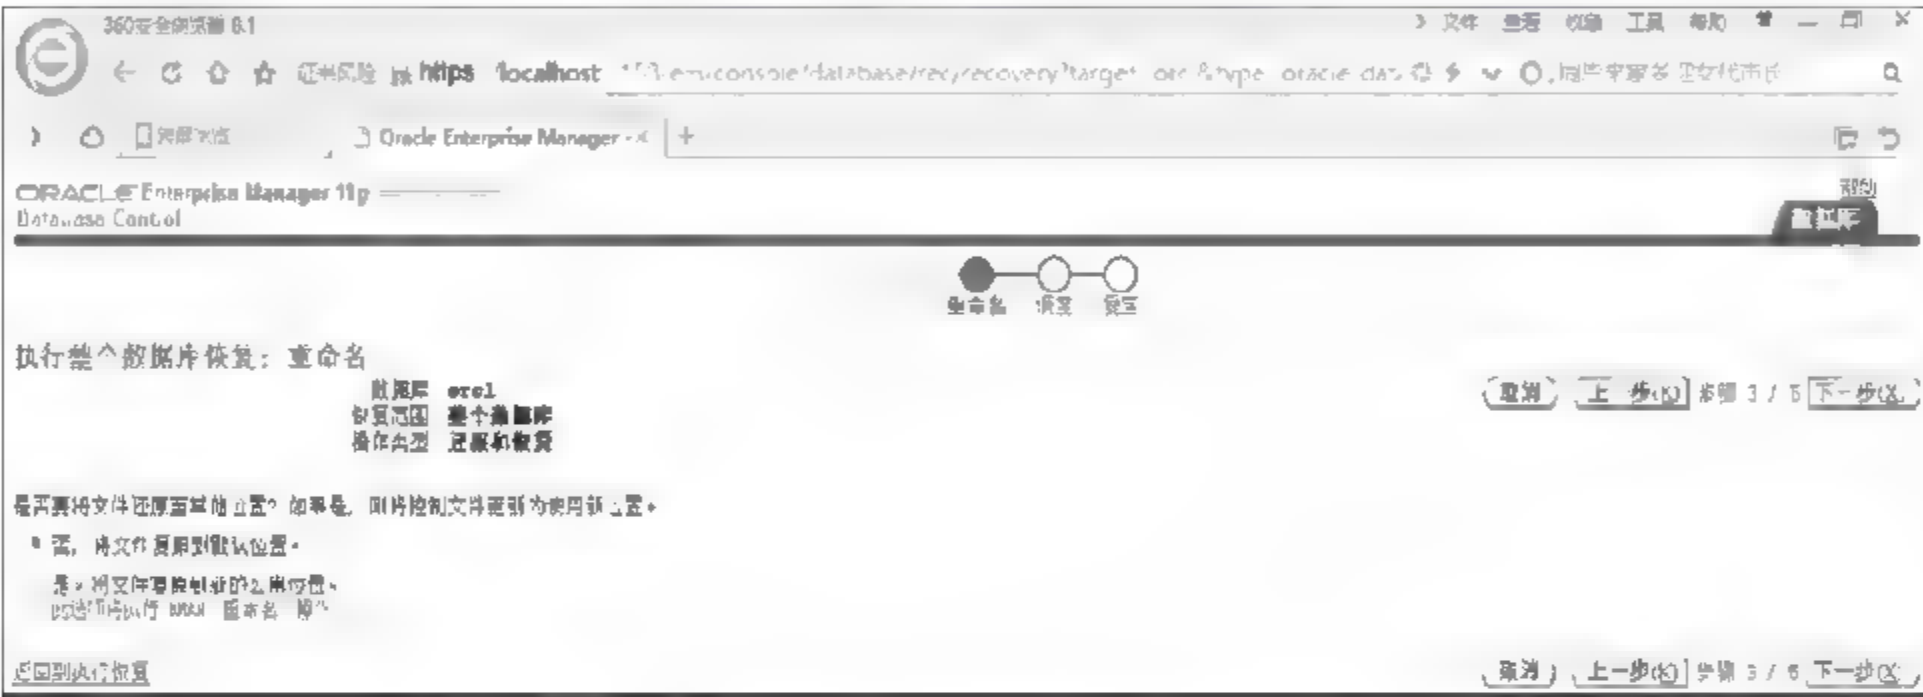 360安全浏览器 8.1
文件 查看 收藏 工具 帮助
证书风险 https localhost
Oracle Enterprise Manager
ORACLE Enterprise Manager 11g
帮助
Database Control
数据库
重命名
执行整个数据库恢复: 重命名
数据库 orcl
取消 上一步(K) 步骤 3 / 5 下一步(X)
恢复范围 整个数据库
操作类型 还原和恢复
是否要将文件还原至其他位置? 如果是, 则将控制文件更新为使用新位置。
否, 将文件还原到默认位置。
是。将文件还原到新的公用位置。
返回到执行恢复
取消 上一步(K) 步骤 3 / 5 下一步(X)